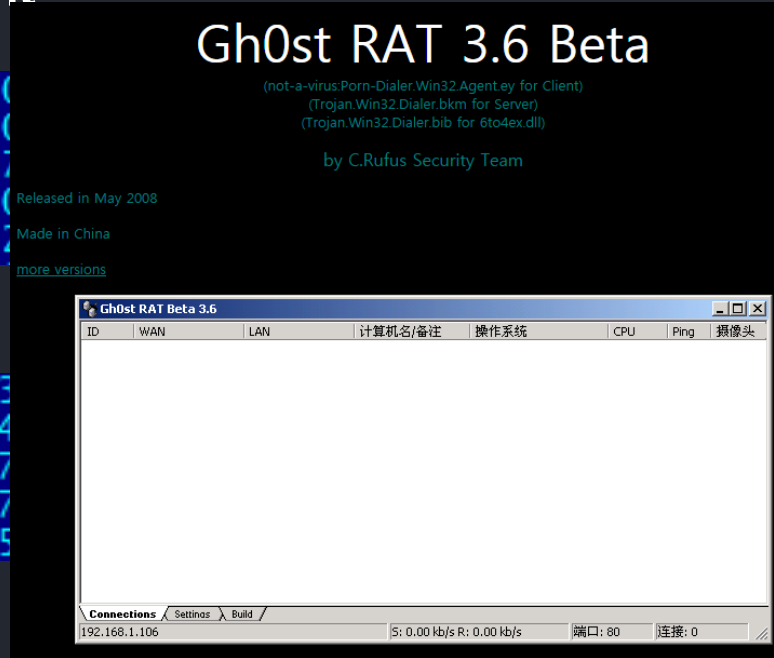 Gh0st RAT 3.6 Beta
(not-a-virus:Porn-Dialer.Win32.Agent.ey for Client)
(Trojan.Win32.Dialer.bkm for Server)
(Trojan.Win32.Dialer.bib for 6to4ex.dll)
by C.Rufus Security Team
Released in May 2008
Made in China
more versions
Gh0st RAT Beta 3.6
ID WAN LAN 计算机名/备注 操作系统 CPU Ping 摄像头
Connections Settings Build
192.168.1.106 S: 0.00 kb/s R: 0.00 kb/s 端口: 80 连接: 0